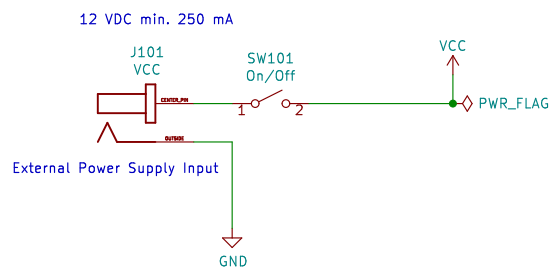 12 VDC min. 250 mA
J101
VCC
SW101
On/Off
VCC
CENTER_PIN
1
2
PWR_FLAG
OUTSIDE
External Power Supply Input
GND